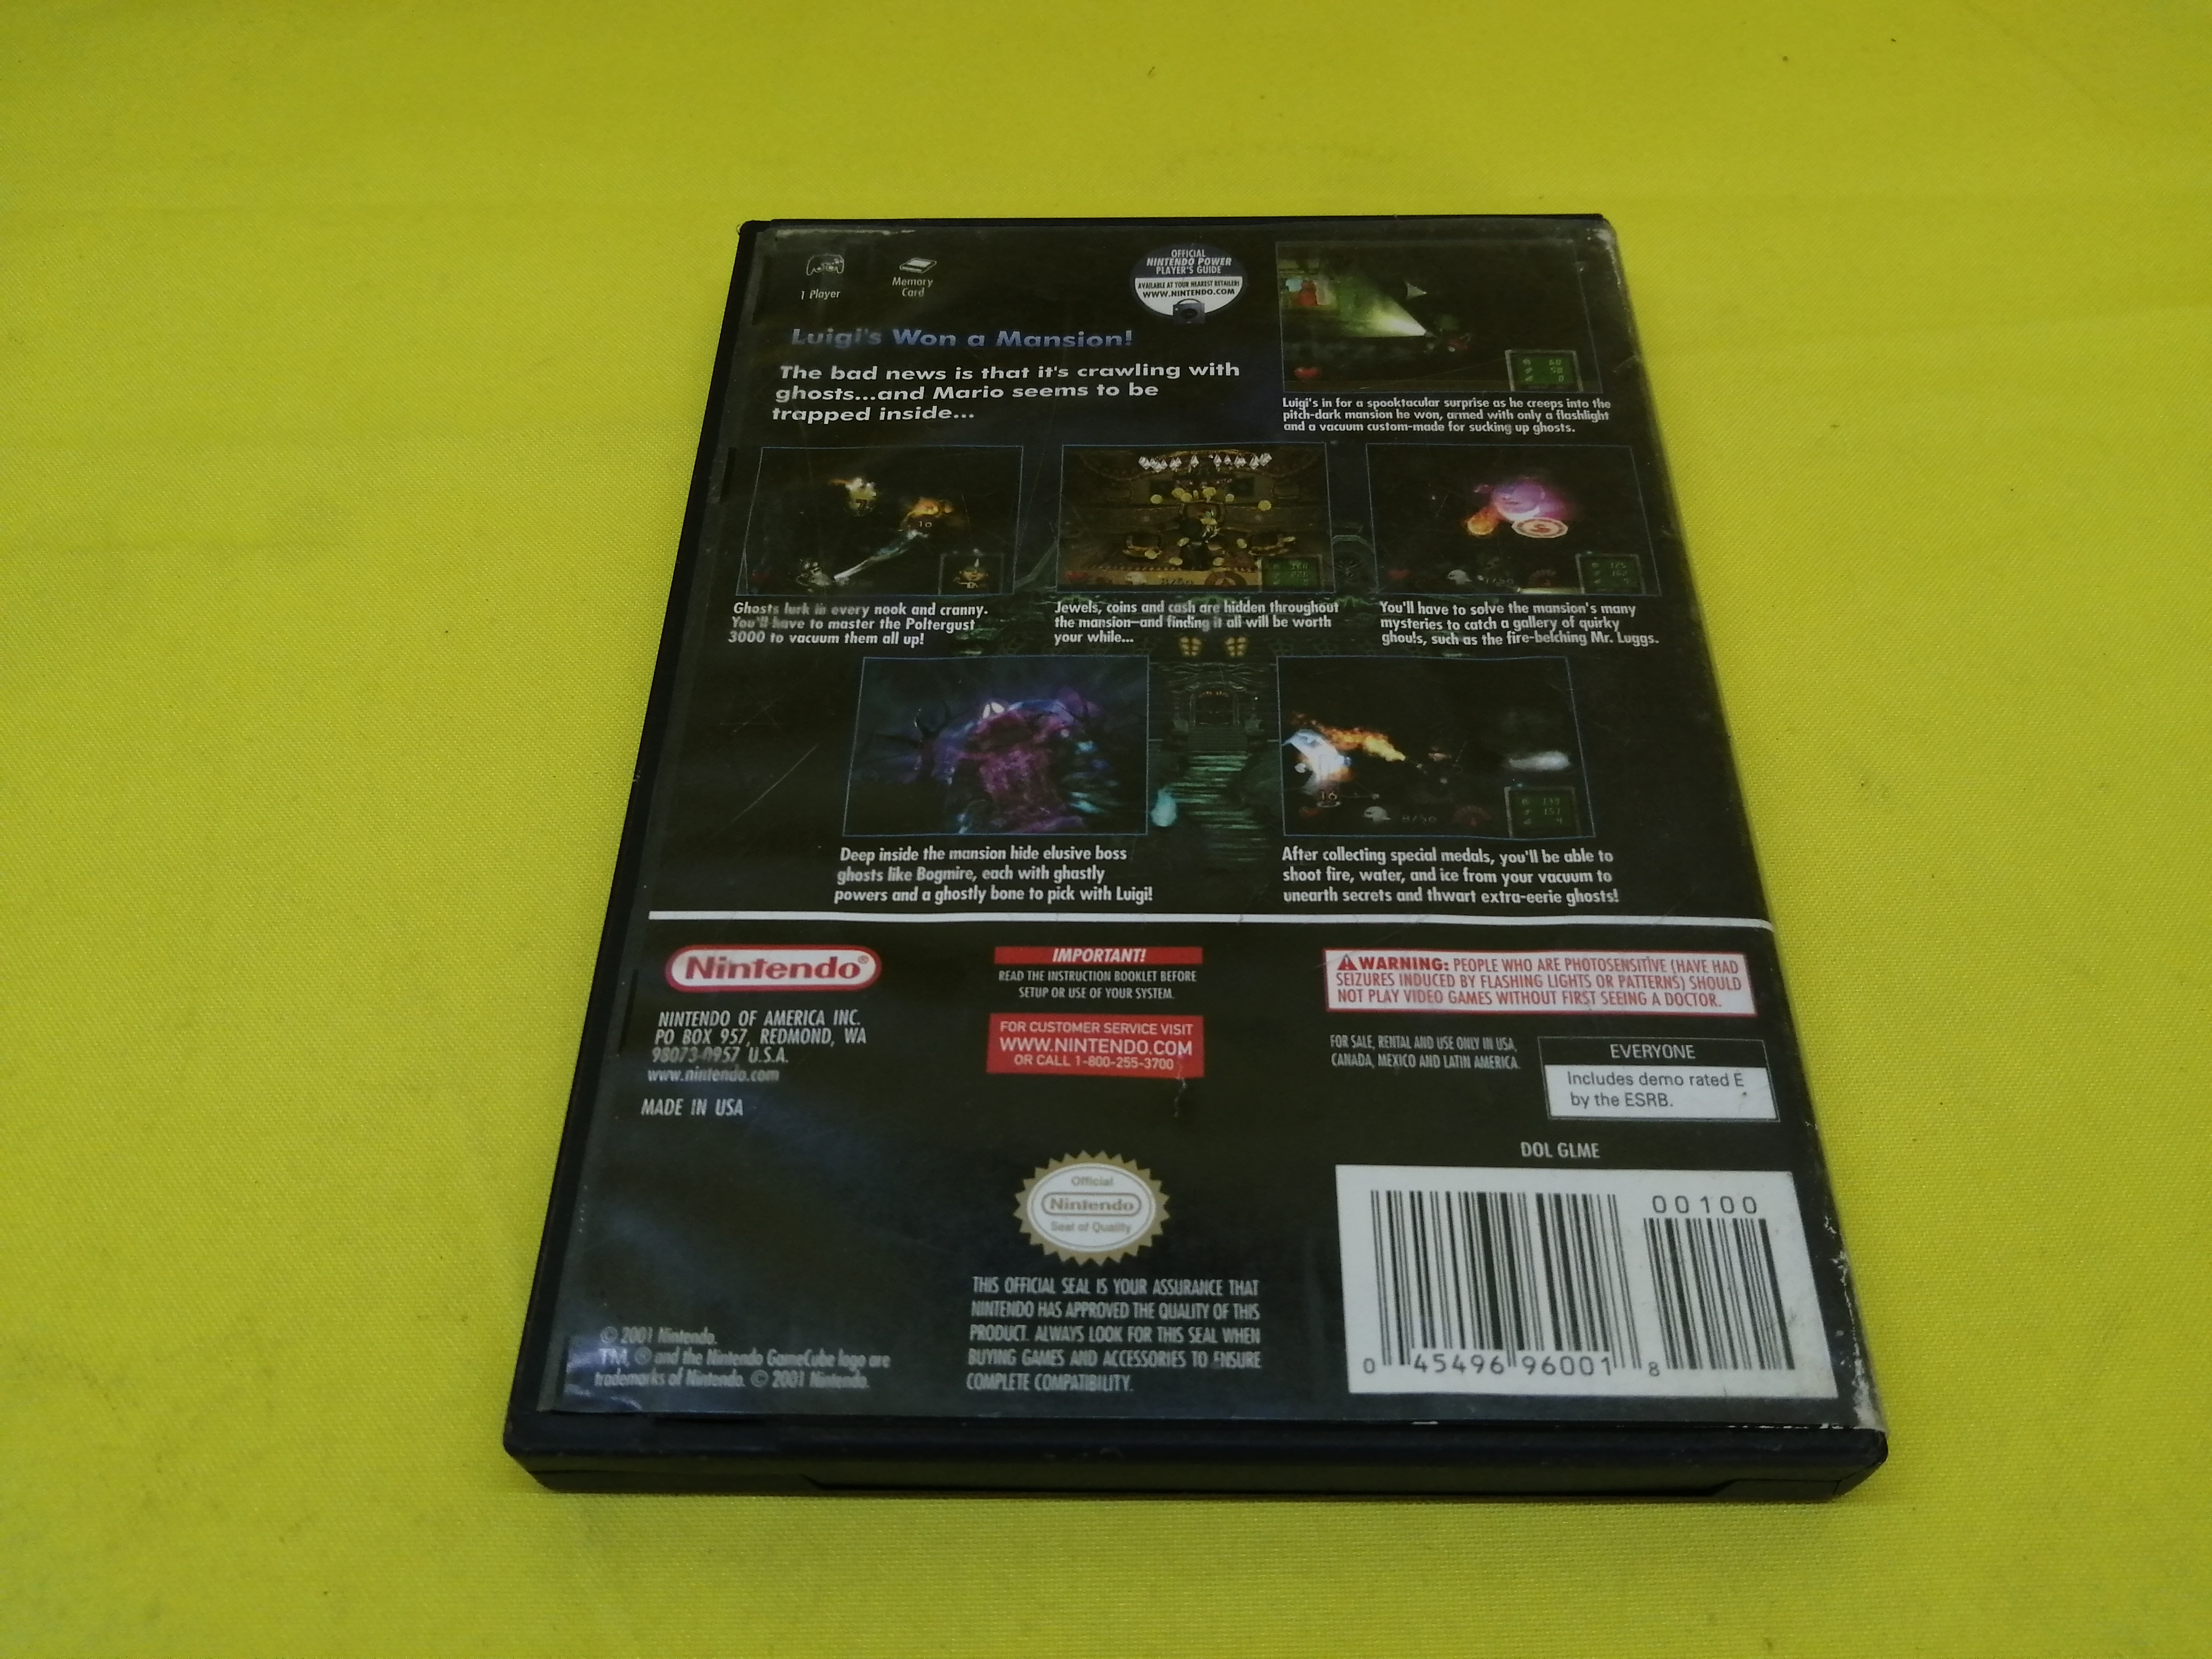 1 Player
Memory
Card
OFFICIAL
NINTENDO POWER
PLAYER'S GUIDE
AVAILABLE AT YOUR NEAREST RETAILER!
WWW.NINTENDO.COM
Luigi's Won a Mansion!
The bad news is that it's crawling with
ghosts...and Mario seems to be
trapped inside...
Luigi's in for a spooktacular surprise as he creeps into the
pitch-dark mansion he won, armed with only a flashlight
and a vacuum custom-made for sucking up ghosts.
10
Ghosts lurk in every nook and cranny.
You'll have to master the Poltergust
3000 to vacuum them all up!
Jewels, coins and cash are hidden throughout
the mansion—and finding it all will be worth
your while...
You'll have to solve the mansion's many
mysteries to catch a gallery of quirky
ghouls, such as the fire-belching Mr. Luggs.
16
8/50
Deep inside the mansion hide elusive boss
ghosts like Bogmire, each with ghastly
powers and a ghostly bone to pick with Luigi!
After collecting special medals, you'll be able to
shoot fire, water, and ice from your vacuum to
unearth secrets and thwart extra-eerie ghosts!
Nintendo®
NINTENDO OF AMERICA INC.
PO BOX 957, REDMOND, WA
98073-0957 U.S.A.
www.nintendo.com
MADE IN USA
IMPORTANT!
READ THE INSTRUCTION BOOKLET BEFORE
SETUP OR USE OF YOUR SYSTEM.
FOR CUSTOMER SERVICE VISIT
WWW.NINTENDO.COM
OR CALL 1-800-255-3700
WARNING: PEOPLE WHO ARE PHOTOSENSITIVE (HAVE HAD
SEIZURES INDUCED BY FLASHING LIGHTS OR PATTERNS) SHOULD
NOT PLAY VIDEO GAMES WITHOUT FIRST SEEING A DOCTOR.
FOR SALE, RENTAL AND USE ONLY IN USA,
CANADA, MEXICO AND LATIN AMERICA.
EVERYONE
Includes demo rated E
by the ESRB.
DOL GLME
Official
Nintendo
Seal of Quality
THIS OFFICIAL SEAL IS YOUR ASSURANCE THAT
NINTENDO HAS APPROVED THE QUALITY OF THIS
PRODUCT. ALWAYS LOOK FOR THIS SEAL WHEN
BUYING GAMES AND ACCESSORIES TO ENSURE
COMPLETE COMPATIBILITY.
© 2001 Nintendo.
TM, ® and the Nintendo GameCube logo are
trademarks of Nintendo. © 2001 Nintendo.
00100
0 45496 96001 8